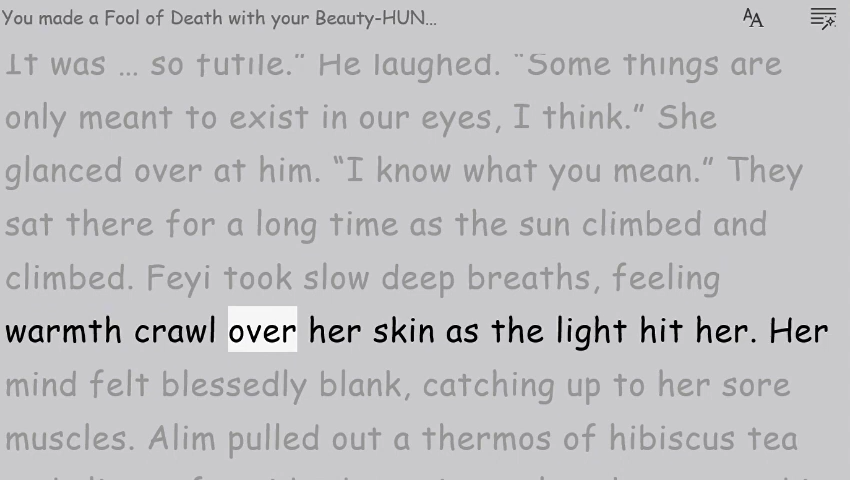 You made a Fool of Death with your Beauty-HUN...
AA
It was ... so futile.” He laughed. “Some things are
only meant to exist in our eyes, I think.” She
glanced over at him. “I know what you mean.” They
sat there for a long time as the sun climbed and
climbed. Feyi took slow deep breaths, feeling
warmth crawl over her skin as the light hit her. Her
mind felt blessedly blank, catching up to her sore
muscles. Alim pulled out a thermos of hibiscus tea